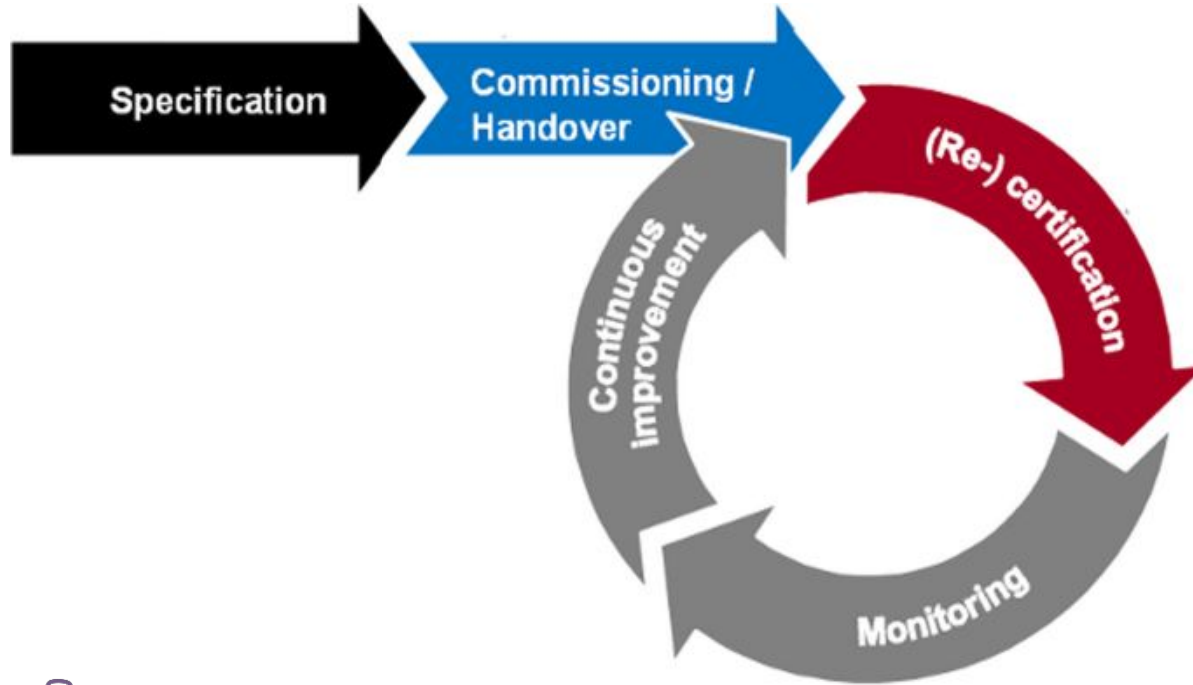 Specification
Commissioning /
Handover
(Re-) certification
Monitoring
Continuous
improvement